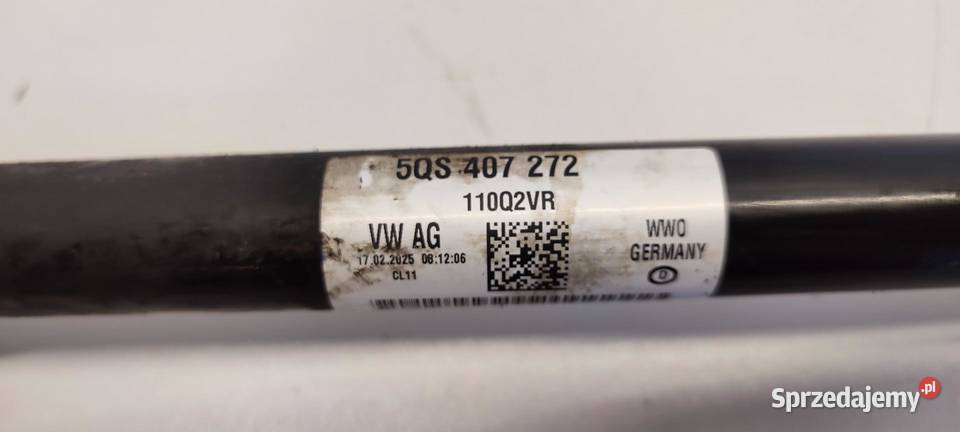 5QS 407 272
110Q2VR
VW AG
17.02.2025 06:12:06
CL11
WWO
GERMANY
D
Sprzedajemy.pl